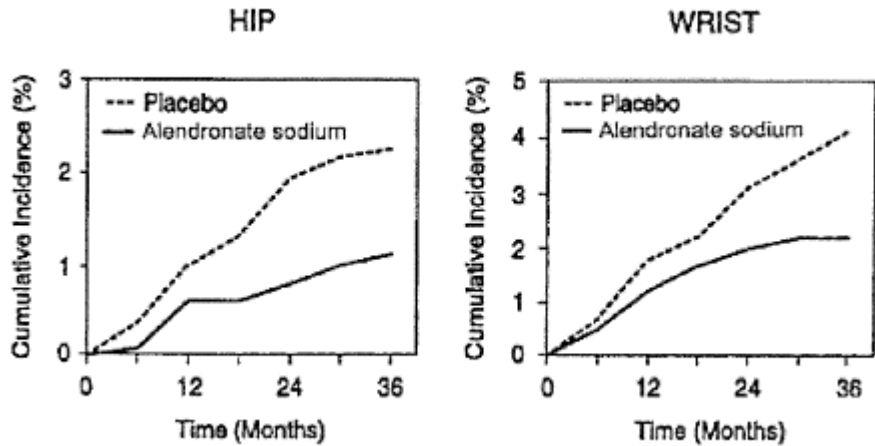 HIP
Cumulative Incidence (%)
3
2
1
0
Placebo
Alendronate sodium
0 12 24 36
Time (Months)
WRIST
Cumulative Incidence (%)
5
4
3
2
1
0
Placebo
Alendronate sodium
0 12 24 36
Time (Months)